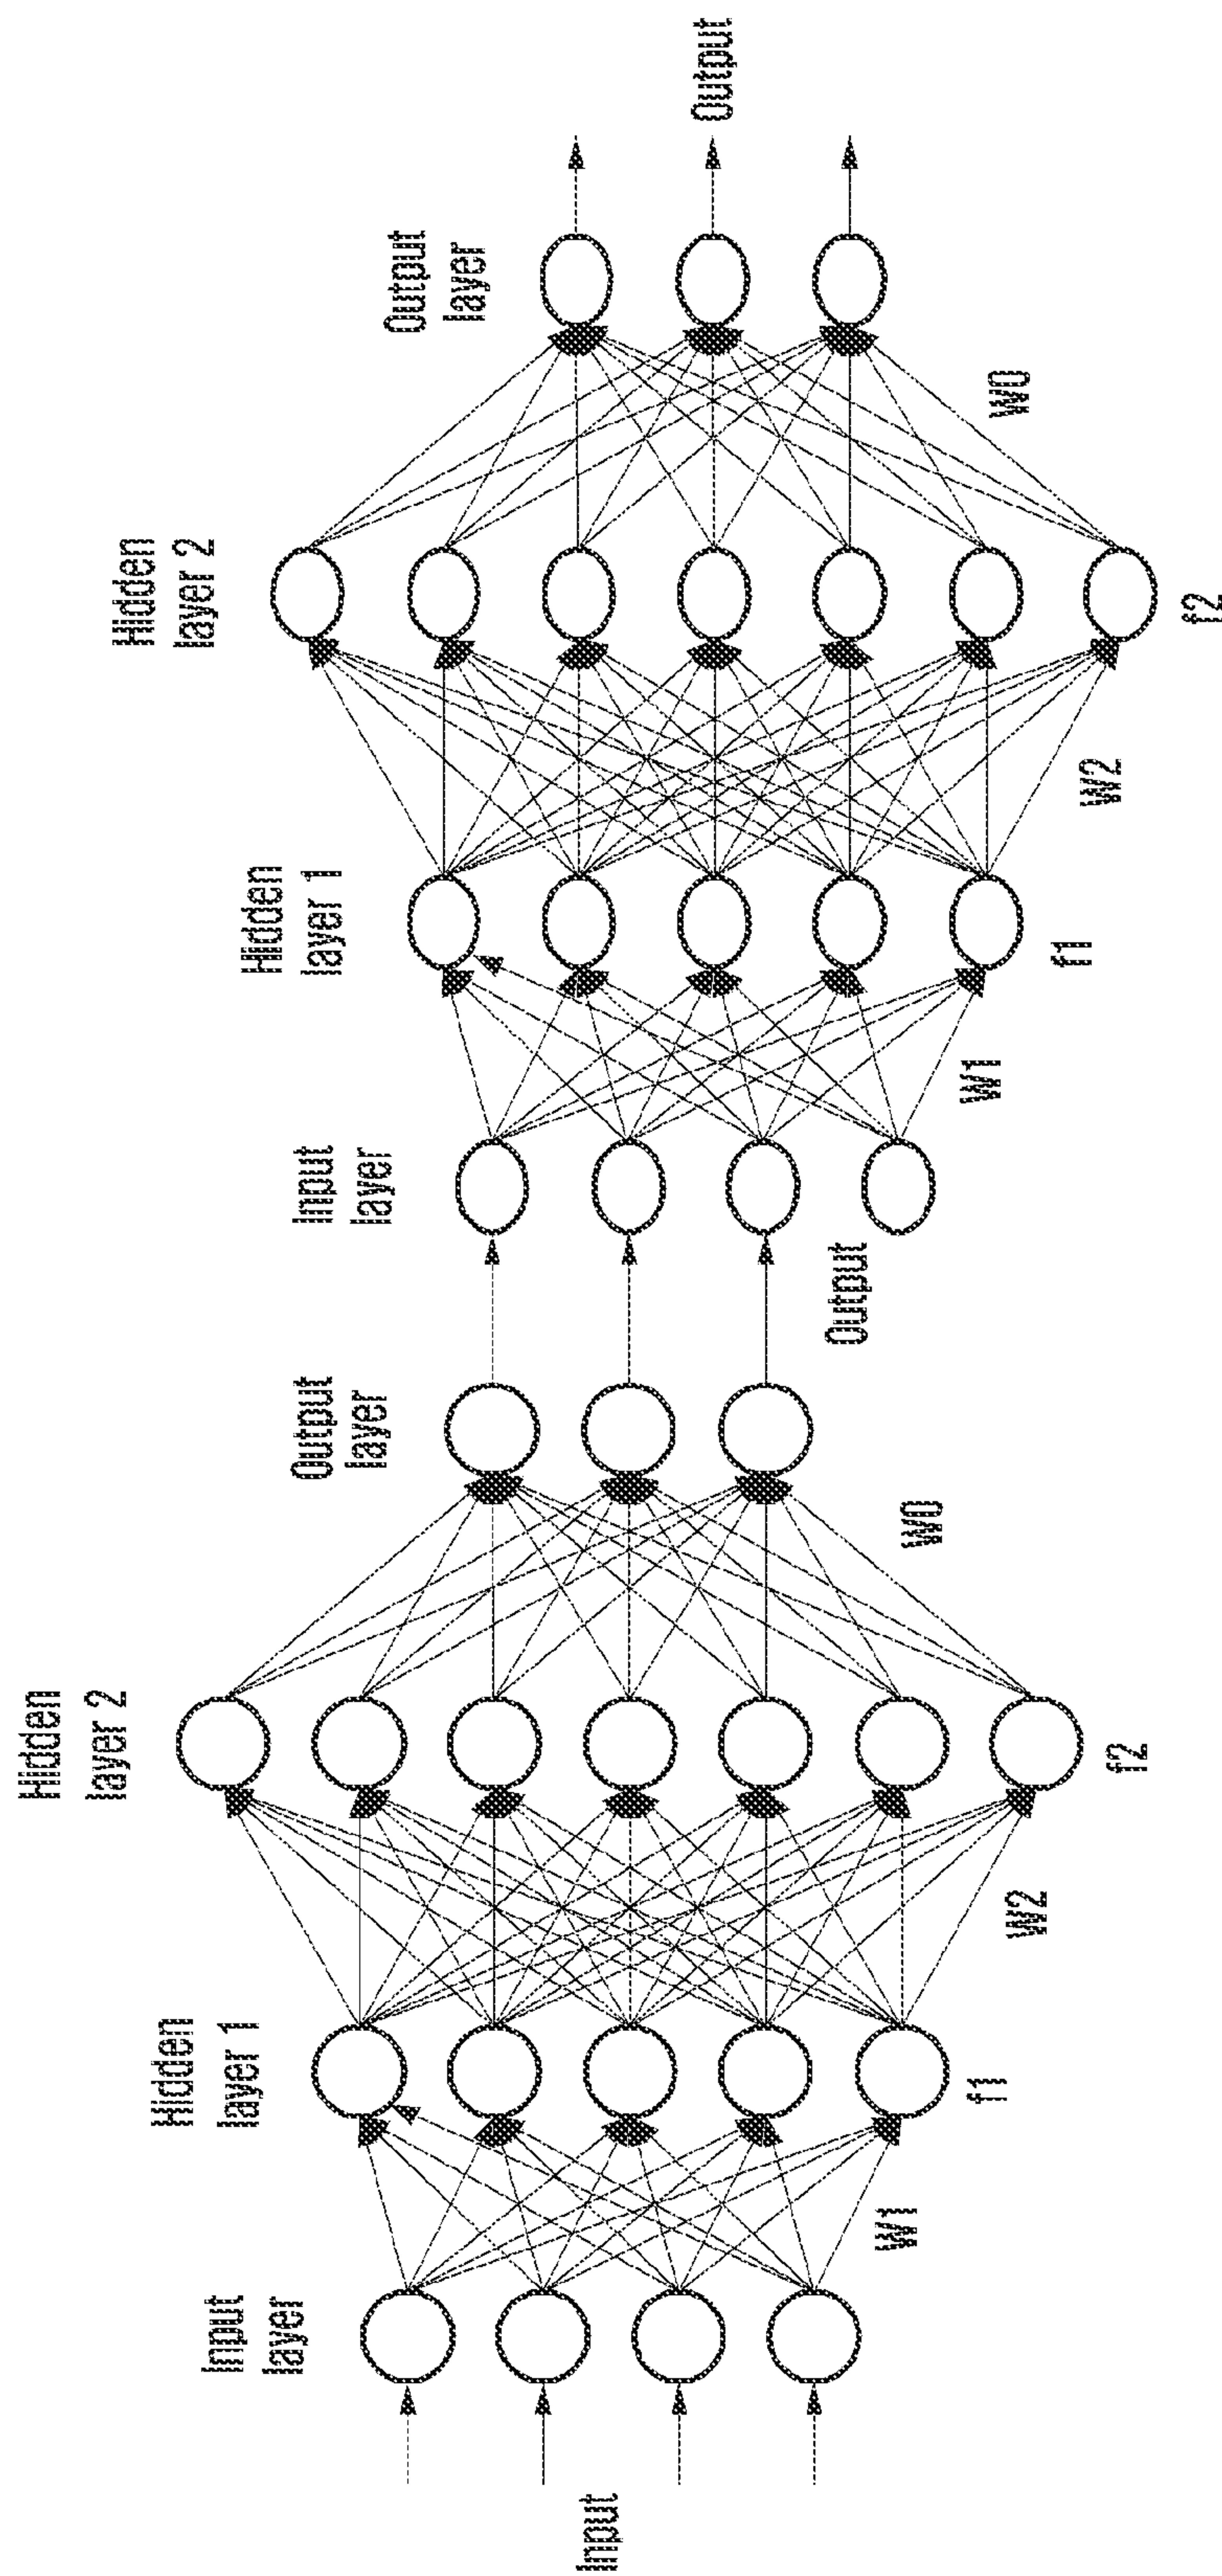 Input
Input
layer
W1
Hidden
layer 1
f1
W2
Hidden
layer 2
f2
W0
Output
layer
Output
Input
layer
W1
Hidden
layer 1
f1
W2
Hidden
layer 2
f2
W0
Output
layer
Output